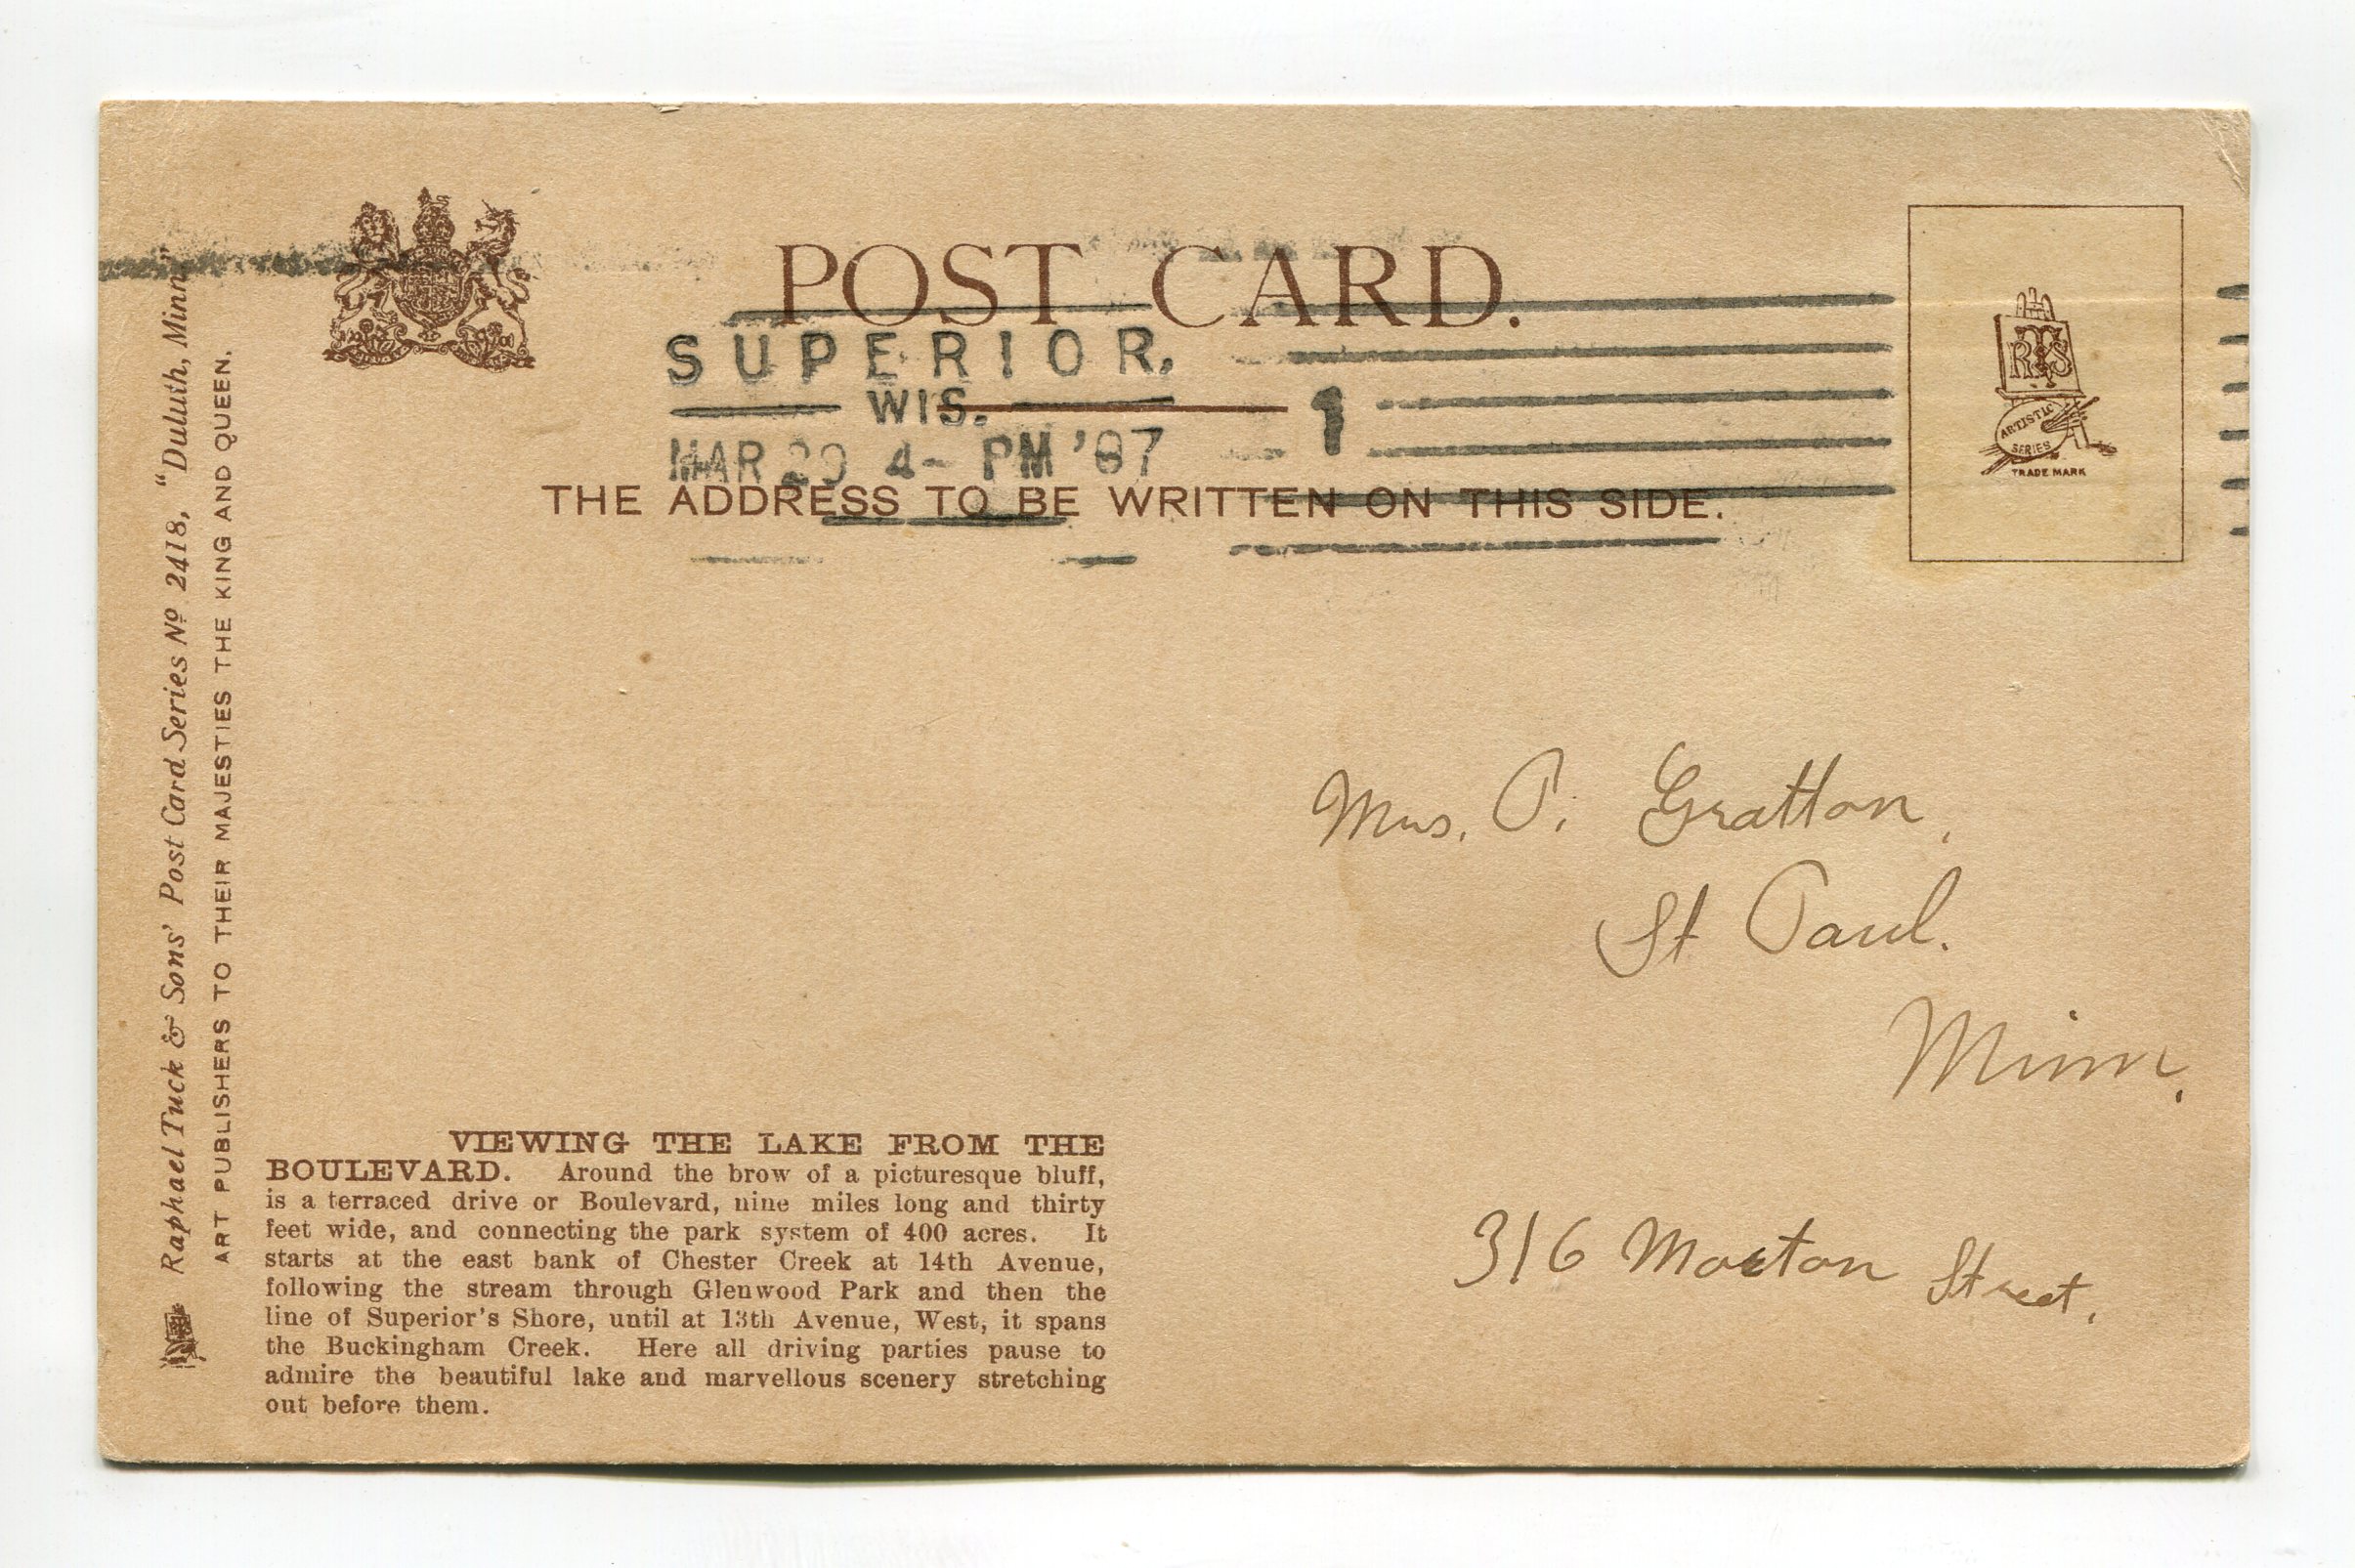 POST CARD.
SUPERIOR,
WIS.
1
MAR 20 4- PM '07
THE ADDRESS TO BE WRITTEN ON THIS SIDE.
RTS
ARTISTIC
SERIES
TRADE MARK
Raphael Tuck & Sons' Post Card Series No 2418, "Duluth, Minn"
ART PUBLISHERS TO THEIR MAJESTIES THE KING AND QUEEN.
Mrs. P. Gratton,
St Paul.
Minn,
316 Morton Street,
VIEWING THE LAKE FROM THE
BOULEVARD. Around the brow of a picturesque bluff,
is a terraced drive or Boulevard, nine miles long and thirty
feet wide, and connecting the park system of 400 acres. It
starts at the east bank of Chester Creek at 14th Avenue,
following the stream through Glenwood Park and then the
line of Superior's Shore, until at 13th Avenue, West, it spans
the Buckingham Creek. Here all driving parties pause to
admire the beautiful lake and marvellous scenery stretching
out before them.